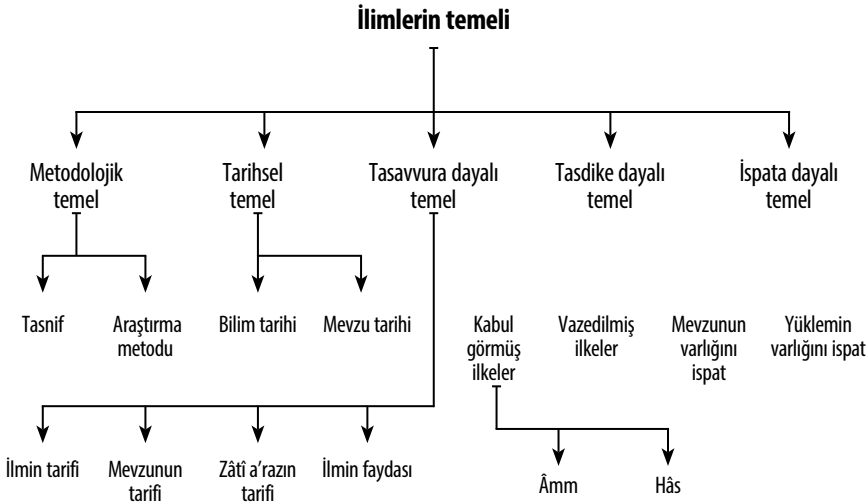 İlimlerin temeli
Metodolojik
temel
Tarihsel
temel
Tasavvura dayalı
temel
Tasdike dayalı
temel
İspata dayalı
temel
Tasnif
Araştırma
metodu
Bilim tarihi
Mevzu tarihi
Kabul
görmüş
ilkeler
Vazedilmiş
ilkeler
Mevzunun
varlığını
ispat
Yüklemin
varlığını ispat
İlmin tarifi
Mevzunun
tarifi
Zâtî a’razın
tarifi
İlmin faydası
Âmm
Hâs